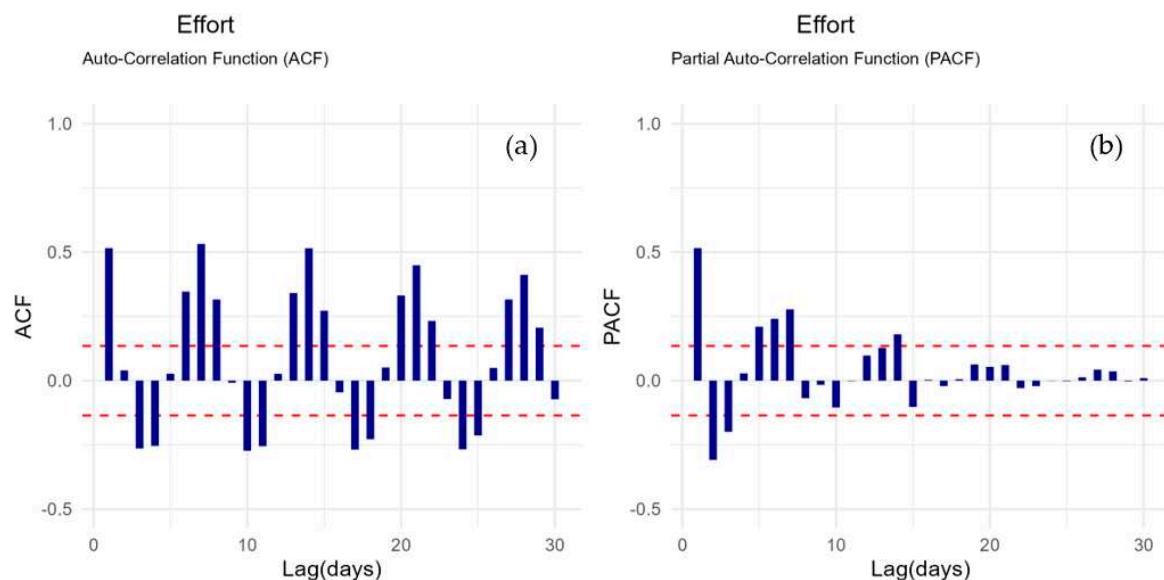 Effort
Auto-Correlation Function (ACF)
1.0
(a)
0.5
ACF
0.0
-0.5
0 10 20 30
Lag(days)
Effort
Partial Auto-Correlation Function (PACF)
1.0
(b)
0.5
PACF
0.0
-0.5
0 10 20 30
Lag(days)